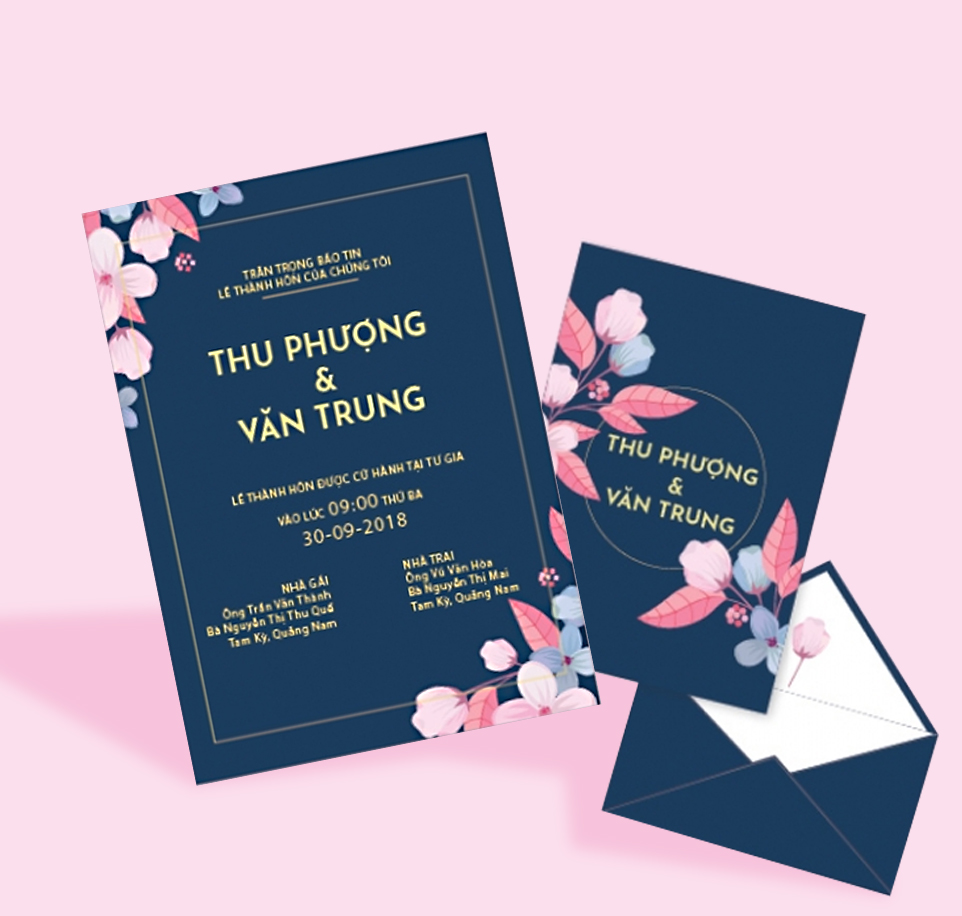 TRÂN TRỌNG BÁO TIN
LỄ THÀNH HÔN CỦA CHÚNG TÔI
THU PHƯỢNG
&
VĂN TRUNG
LỄ THÀNH HÔN ĐƯỢC CỬ HÀNH TẠI TƯ GIA
VÀO LÚC 09:00 THỨ BA
30-09-2018
NHÀ GÁI
Ông Trần Văn Thành
Bà Nguyễn Thị Thu Quế
Tam Kỳ, Quãng Nam
NHÀ TRAI
Ông Vũ Văn Hòa
Bà Nguyễn Thị Mai
Tam Kỳ, Quãng Nam
THU PHƯỢNG
&
VĂN TRUNG